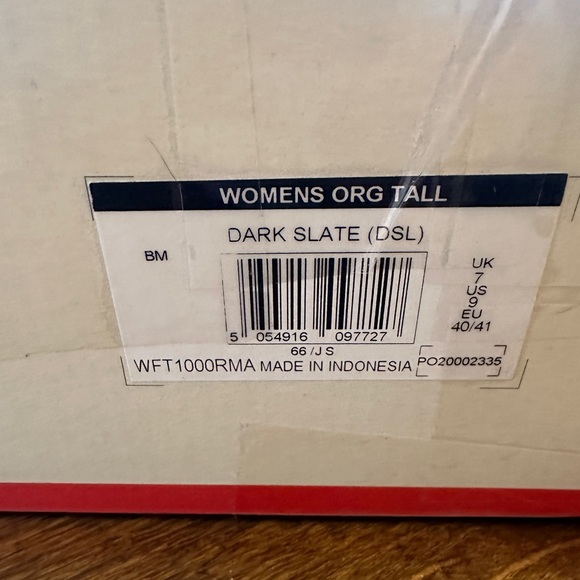 WOMENS ORG TALL
DARK SLATE (DSL)
BM
UK
7
US
9
EU
40/41
5 054916 097727
66 /J S
WFT1000RMA MADE IN INDONESIA PO20002335